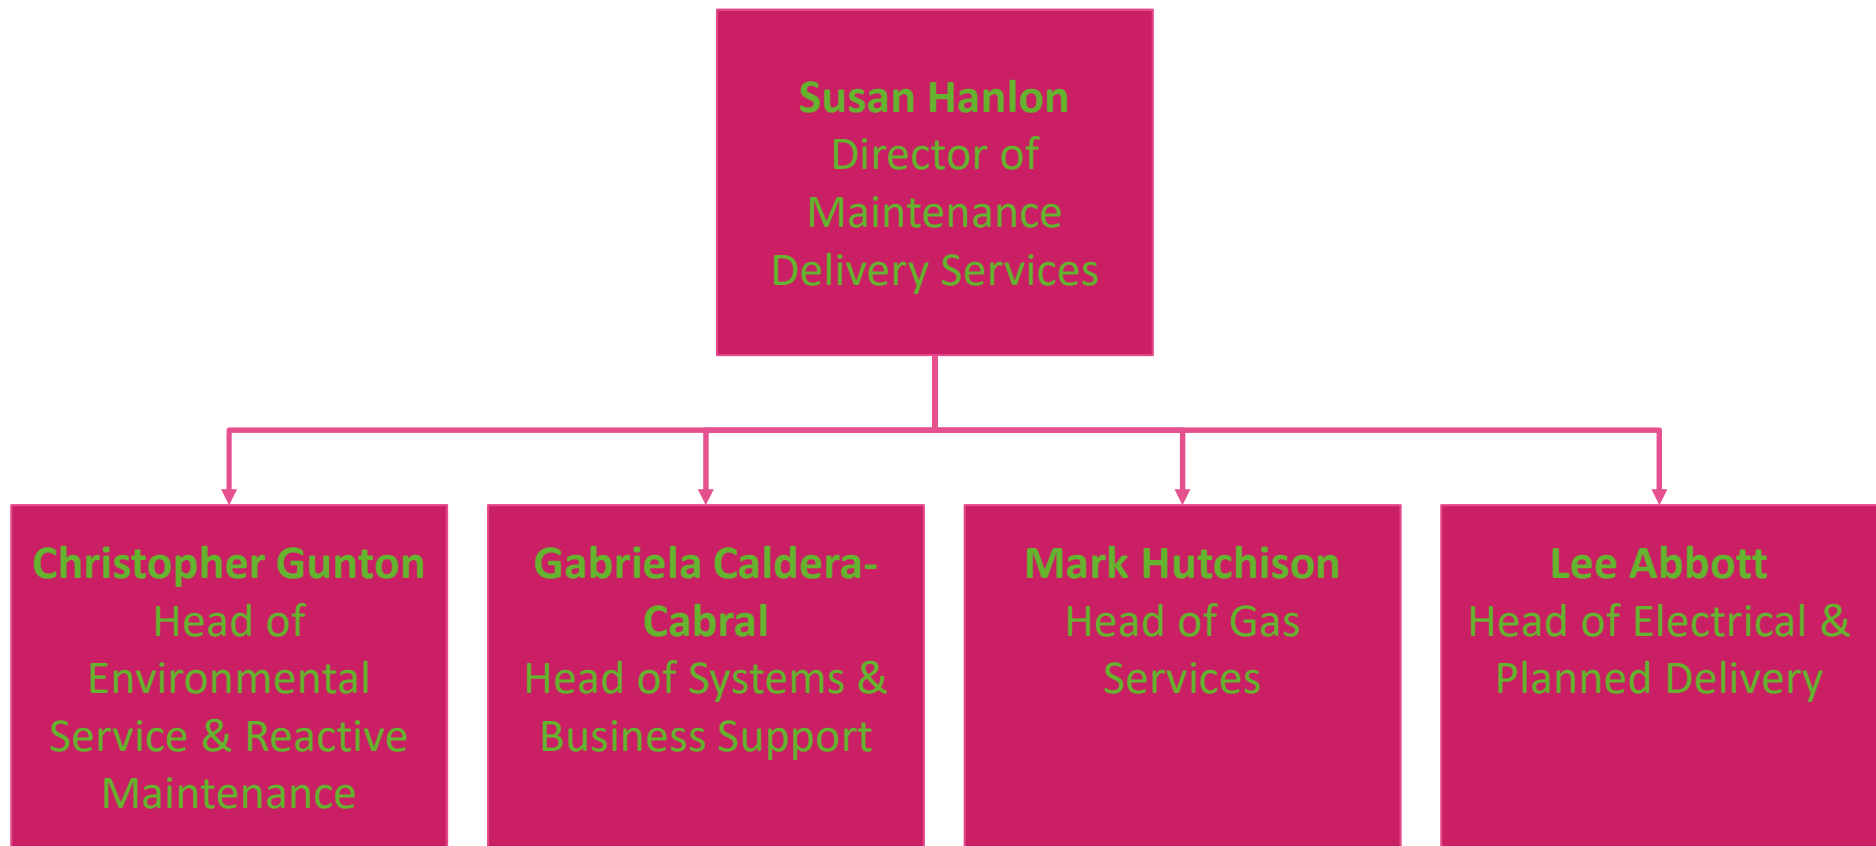 Susan Hanlon
Director of
Maintenance
Delivery Services
Christopher Gunton
Head of
Environmental
Service & Reactive
Maintenance
Gabriela Caldera-
Cabral
Head of Systems &
Business Support
Mark Hutchison
Head of Gas
Services
Lee Abbott
Head of Electrical &
Planned Delivery